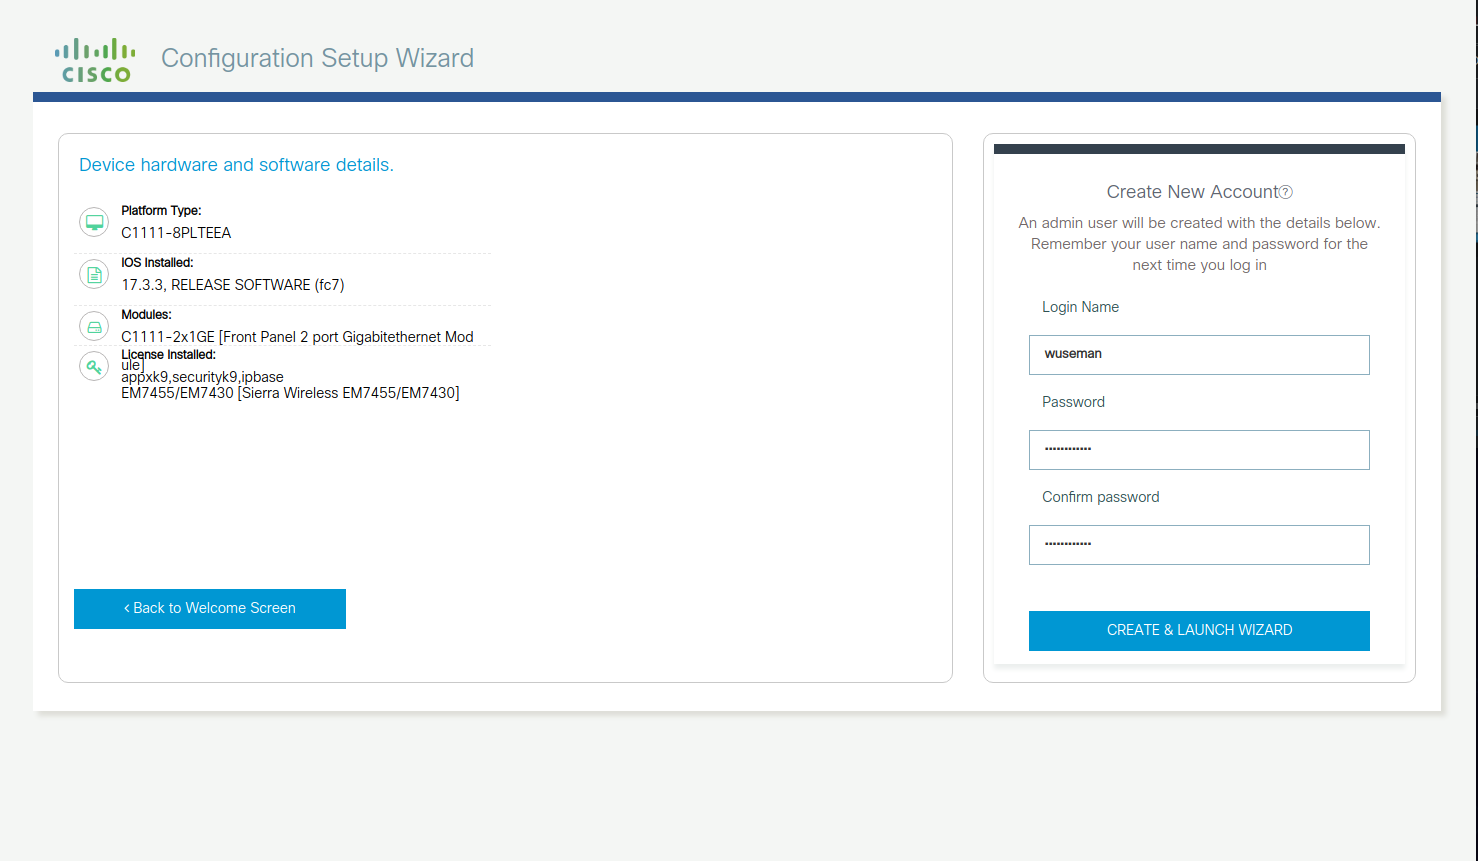 CISCO
Configuration Setup Wizard
Device hardware and software details.
Platform Type:
C1111-8PLTEEA
IOS Installed:
17.3.3, RELEASE SOFTWARE (fc7)
Modules:
C1111-2x1GE [Front Panel 2 port Gigabitethernet Mod
ule]
EM7455/EM7430 [Sierra Wireless EM7455/EM7430]
License Installed:
appxk9,securityk9,ipbase
< Back to Welcome Screen
Create New Account?
An admin user will be created with the details below.
Remember your user name and password for the
next time you log in
Login Name
wuseman
Password
••••••••••••
Confirm password
••••••••••••
CREATE & LAUNCH WIZARD